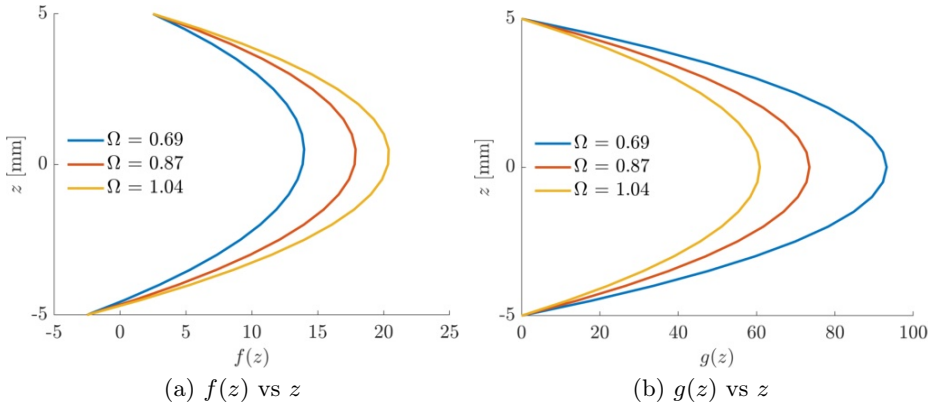 5
0
-5
z [mm]
Ω = 0.69
Ω = 0.87
Ω = 1.04
-5 0 5 10 15 20 25
f(z)
(a) f(z) vs z
5
0
-5
z [mm]
Ω = 0.69
Ω = 0.87
Ω = 1.04
0 20 40 60 80 100
g(z)
(b) g(z) vs z